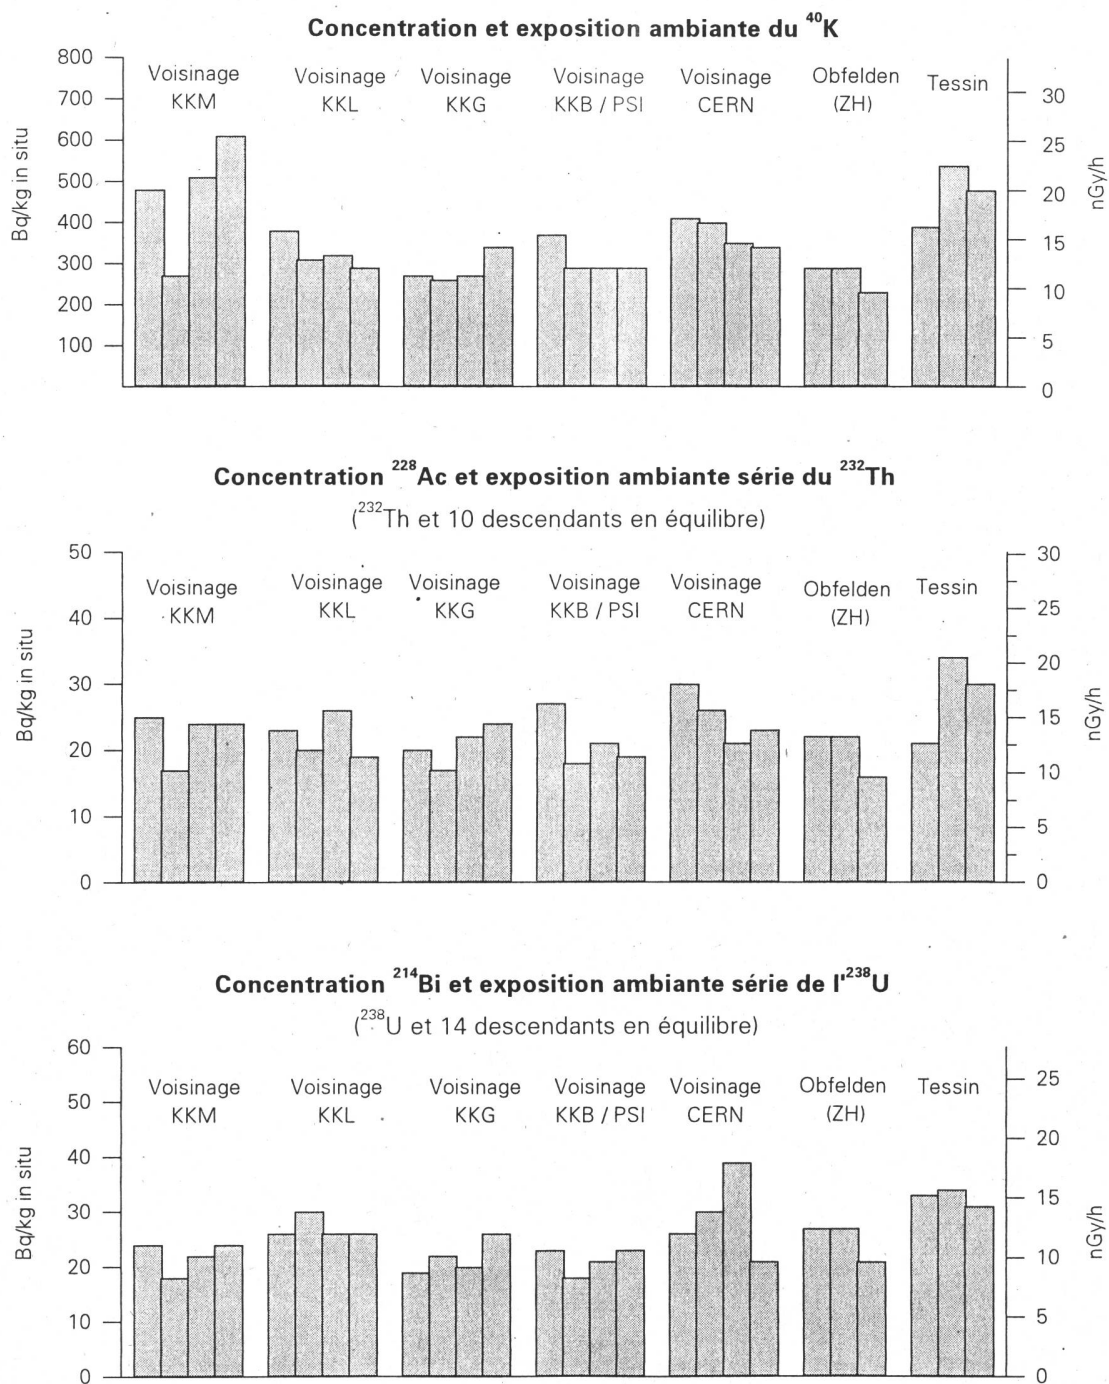 Concentration et exposition ambiante du ⁴⁰K
800
700
600
500
400
300
200
100
Bq/kg in situ
Voisinage
KKM
Voisinage
KKL
Voisinage
KKG
Voisinage
KKB / PSI
Voisinage
CERN
Obfelden
(ZH)
Tessin
30
25
20
15
10
5
0
nGy/h
Concentration ²²⁸Ac et exposition ambiante série du ²³²Th
(²³²Th et 10 descendants en équilibre)
50
40
30
20
10
0
Bq/kg in situ
Voisinage
KKM
Voisinage
KKL
Voisinage
KKG
Voisinage
KKB / PSI
Voisinage
CERN
Obfelden
(ZH)
Tessin
30
25
20
15
10
5
0
nGy/h
Concentration ²¹⁴Bi et exposition ambiante série de l'²³⁸U
(²³⁸U et 14 descendants en équilibre)
60
50
40
30
20
10
0
Bq/kg in situ
Voisinage
KKM
Voisinage
KKL
Voisinage
KKG
Voisinage
KKB / PSI
Voisinage
CERN
Obfelden
(ZH)
Tessin
25
20
15
10
5
0
nGy/h